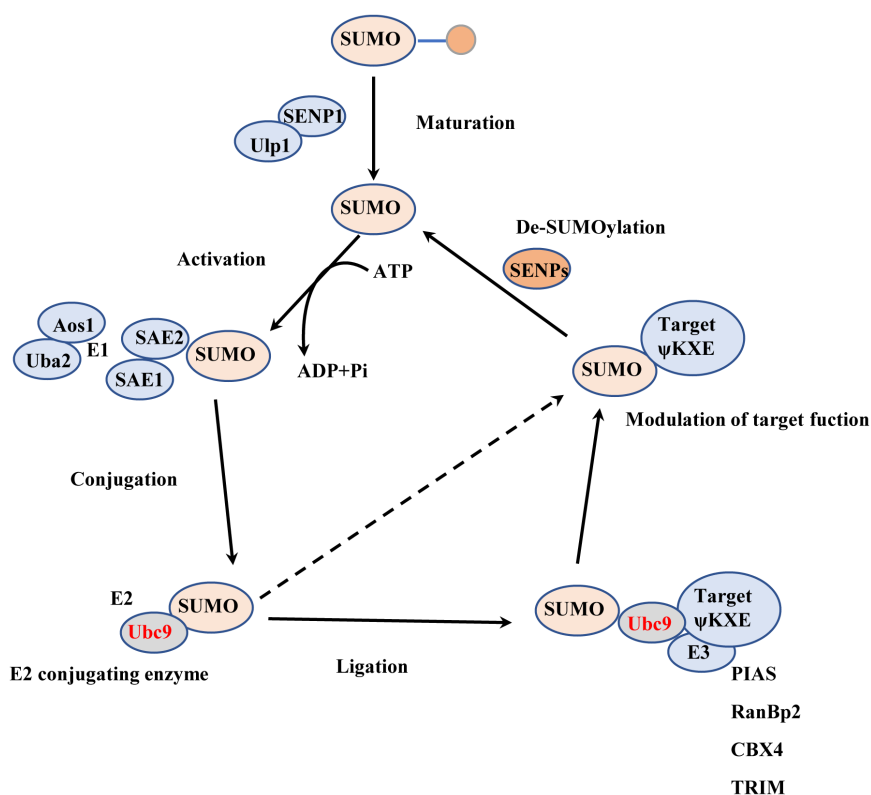 SUMO
SENP1
Ulp1
Maturation
SUMO
De-SUMOylation
SENPs
Activation
ATP
Aos1
Uba2
E1
SAE2
SAE1
SUMO
ADP+Pi
Target
ψKXE
SUMO
Modulation of target fuction
Conjugation
E2
SUMO
Ubc9
E2 conjugating enzyme
Ligation
SUMO
Ubc9
Target
ψKXE
E3
PIAS
RanBp2
CBX4
TRIM